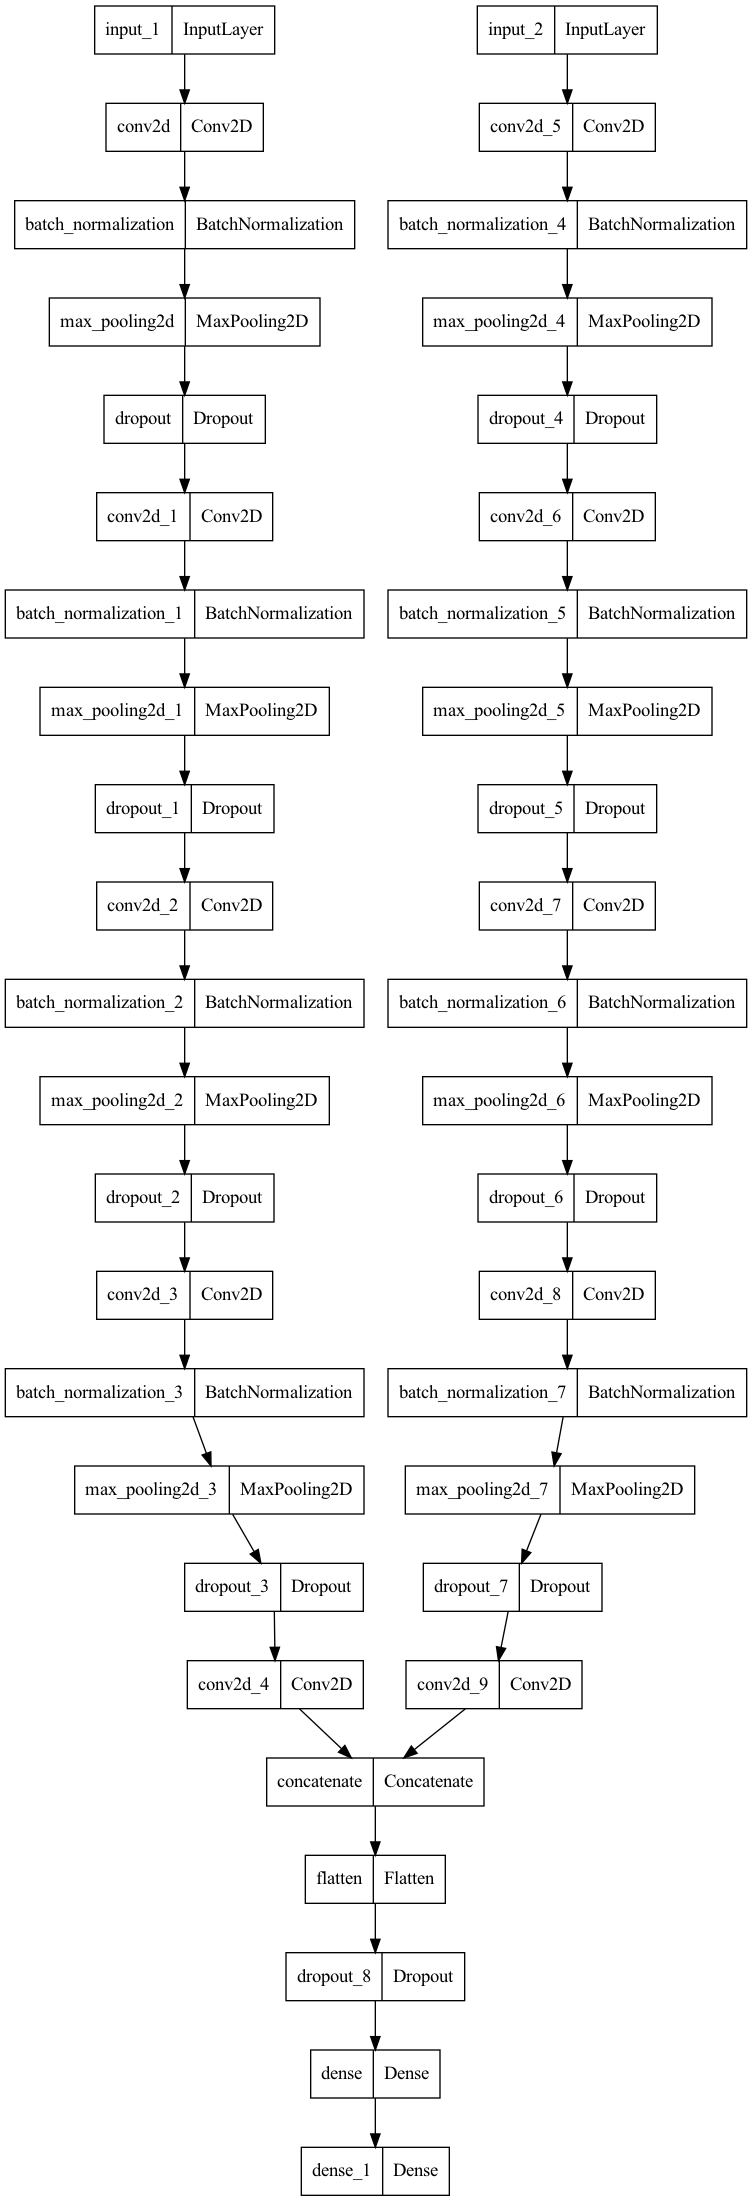 input_1 InputLayer input_2 InputLayer
conv2d Conv2D conv2d_5 Conv2D
batch_normalization BatchNormalization batch_normalization_4 BatchNormalization
max_pooling2d MaxPooling2D max_pooling2d_4 MaxPooling2D
dropout Dropout dropout_4 Dropout
conv2d_1 Conv2D conv2d_6 Conv2D
batch_normalization_1 BatchNormalization batch_normalization_5 BatchNormalization
max_pooling2d_1 MaxPooling2D max_pooling2d_5 MaxPooling2D
dropout_1 Dropout dropout_5 Dropout
conv2d_2 Conv2D conv2d_7 Conv2D
batch_normalization_2 BatchNormalization batch_normalization_6 BatchNormalization
max_pooling2d_2 MaxPooling2D max_pooling2d_6 MaxPooling2D
dropout_2 Dropout dropout_6 Dropout
conv2d_3 Conv2D conv2d_8 Conv2D
batch_normalization_3 BatchNormalization batch_normalization_7 BatchNormalization
max_pooling2d_3 MaxPooling2D max_pooling2d_7 MaxPooling2D
dropout_3 Dropout dropout_7 Dropout
conv2d_4 Conv2D conv2d_9 Conv2D
concatenate Concatenate
flatten Flatten
dropout_8 Dropout
dense Dense
dense_1 Dense